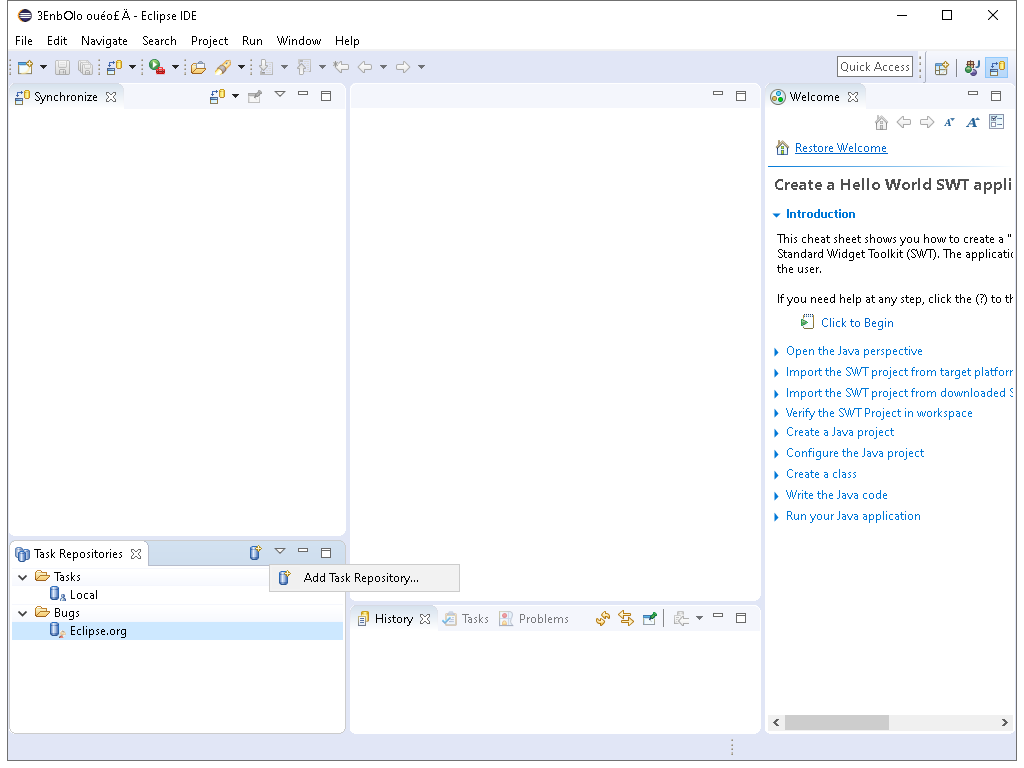 3EnbOlo ouéo£Ä - Eclipse IDE
File Edit Navigate Search Project Run Window Help
Quick Access
Synchronize
Welcome
Restore Welcome
Create a Hello World SWT appli
Introduction
This cheat sheet shows you how to create a "
Standard Widget Toolkit (SWT). The applicatio
the user.
If you need help at any step, click the (?) to th
Click to Begin
Open the Java perspective
Import the SWT project from target platforr
Import the SWT project from downloaded S
Verify the SWT Project in workspace
Create a Java project
Configure the Java project
Create a class
Write the Java code
Run your Java application
Task Repositories
Add Task Repository...
Tasks
Local
Bugs
Eclipse.org
History Tasks Problems